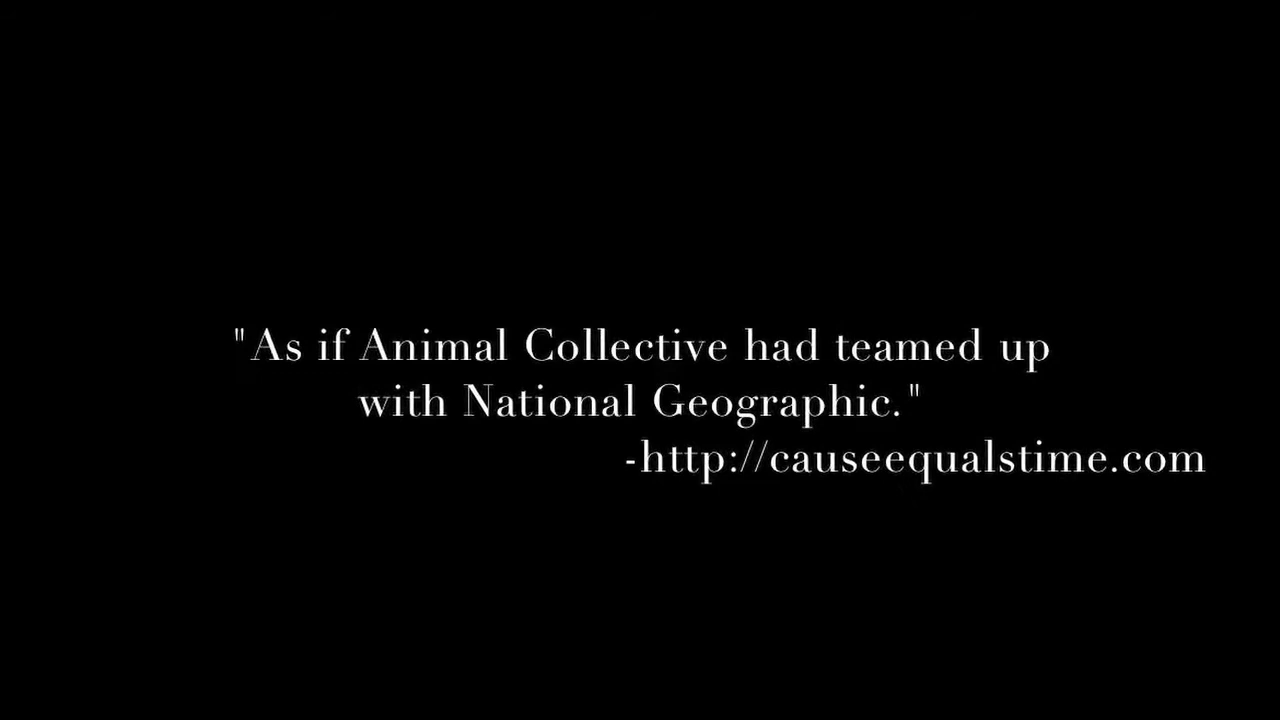 "As if Animal Collective had teamed up
with National Geographic."
-http://causeequalstime.com